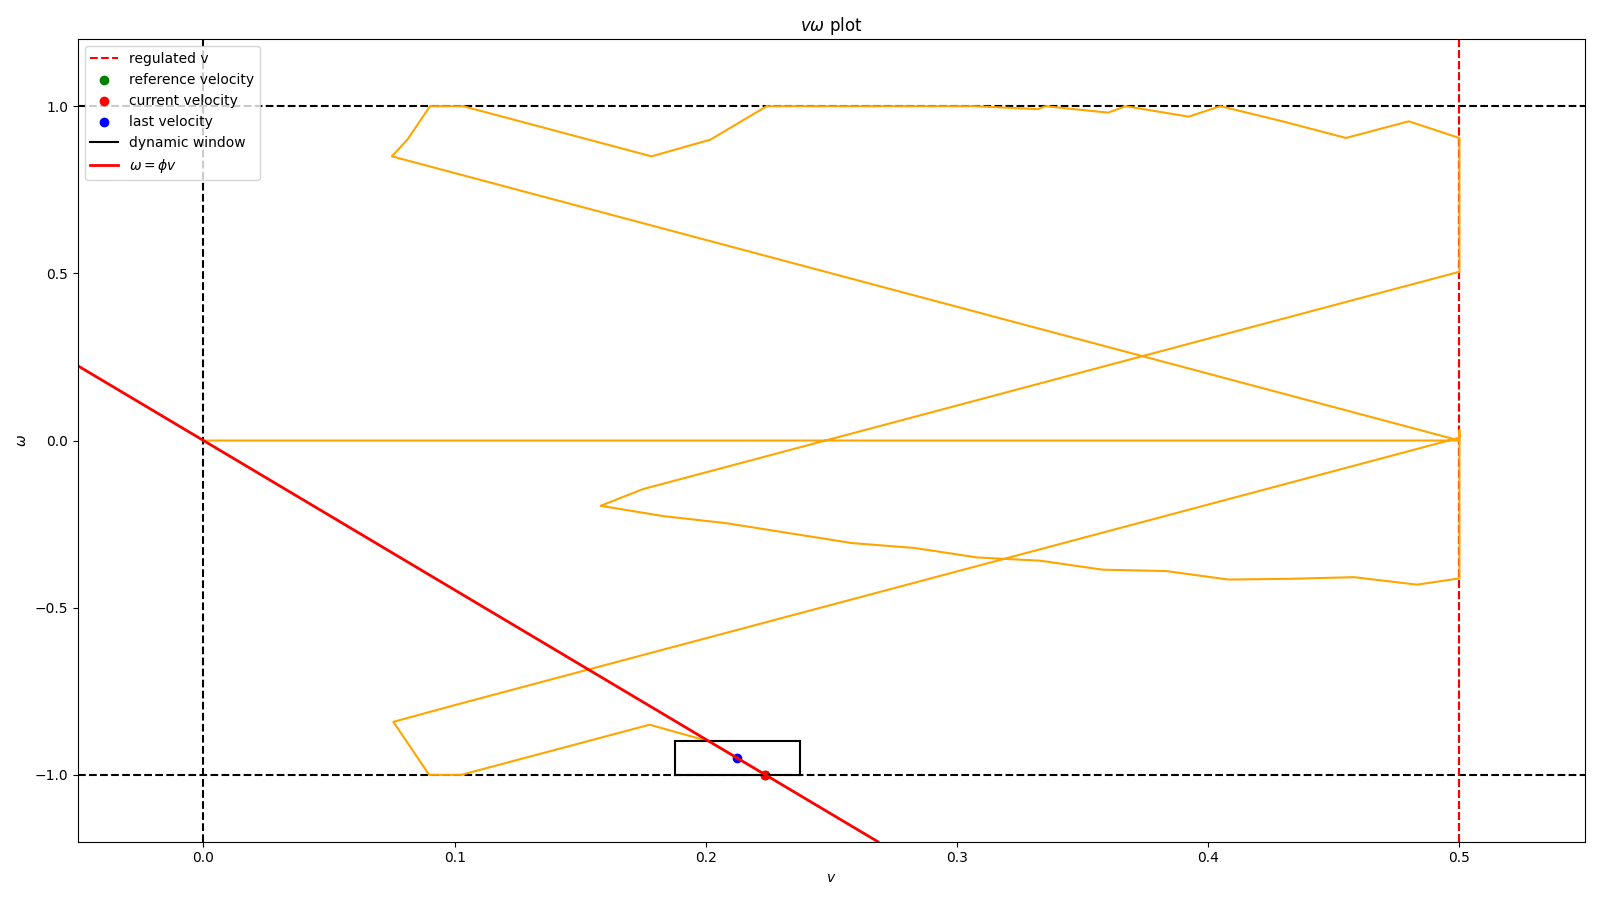 vω plot
regulated v
reference velocity
current velocity
last velocity
dynamic window
ω = ϕv
1.0
0.5
0.0
−0.5
−1.0
ω
0.0 0.1 0.2 0.3 0.4 0.5
v